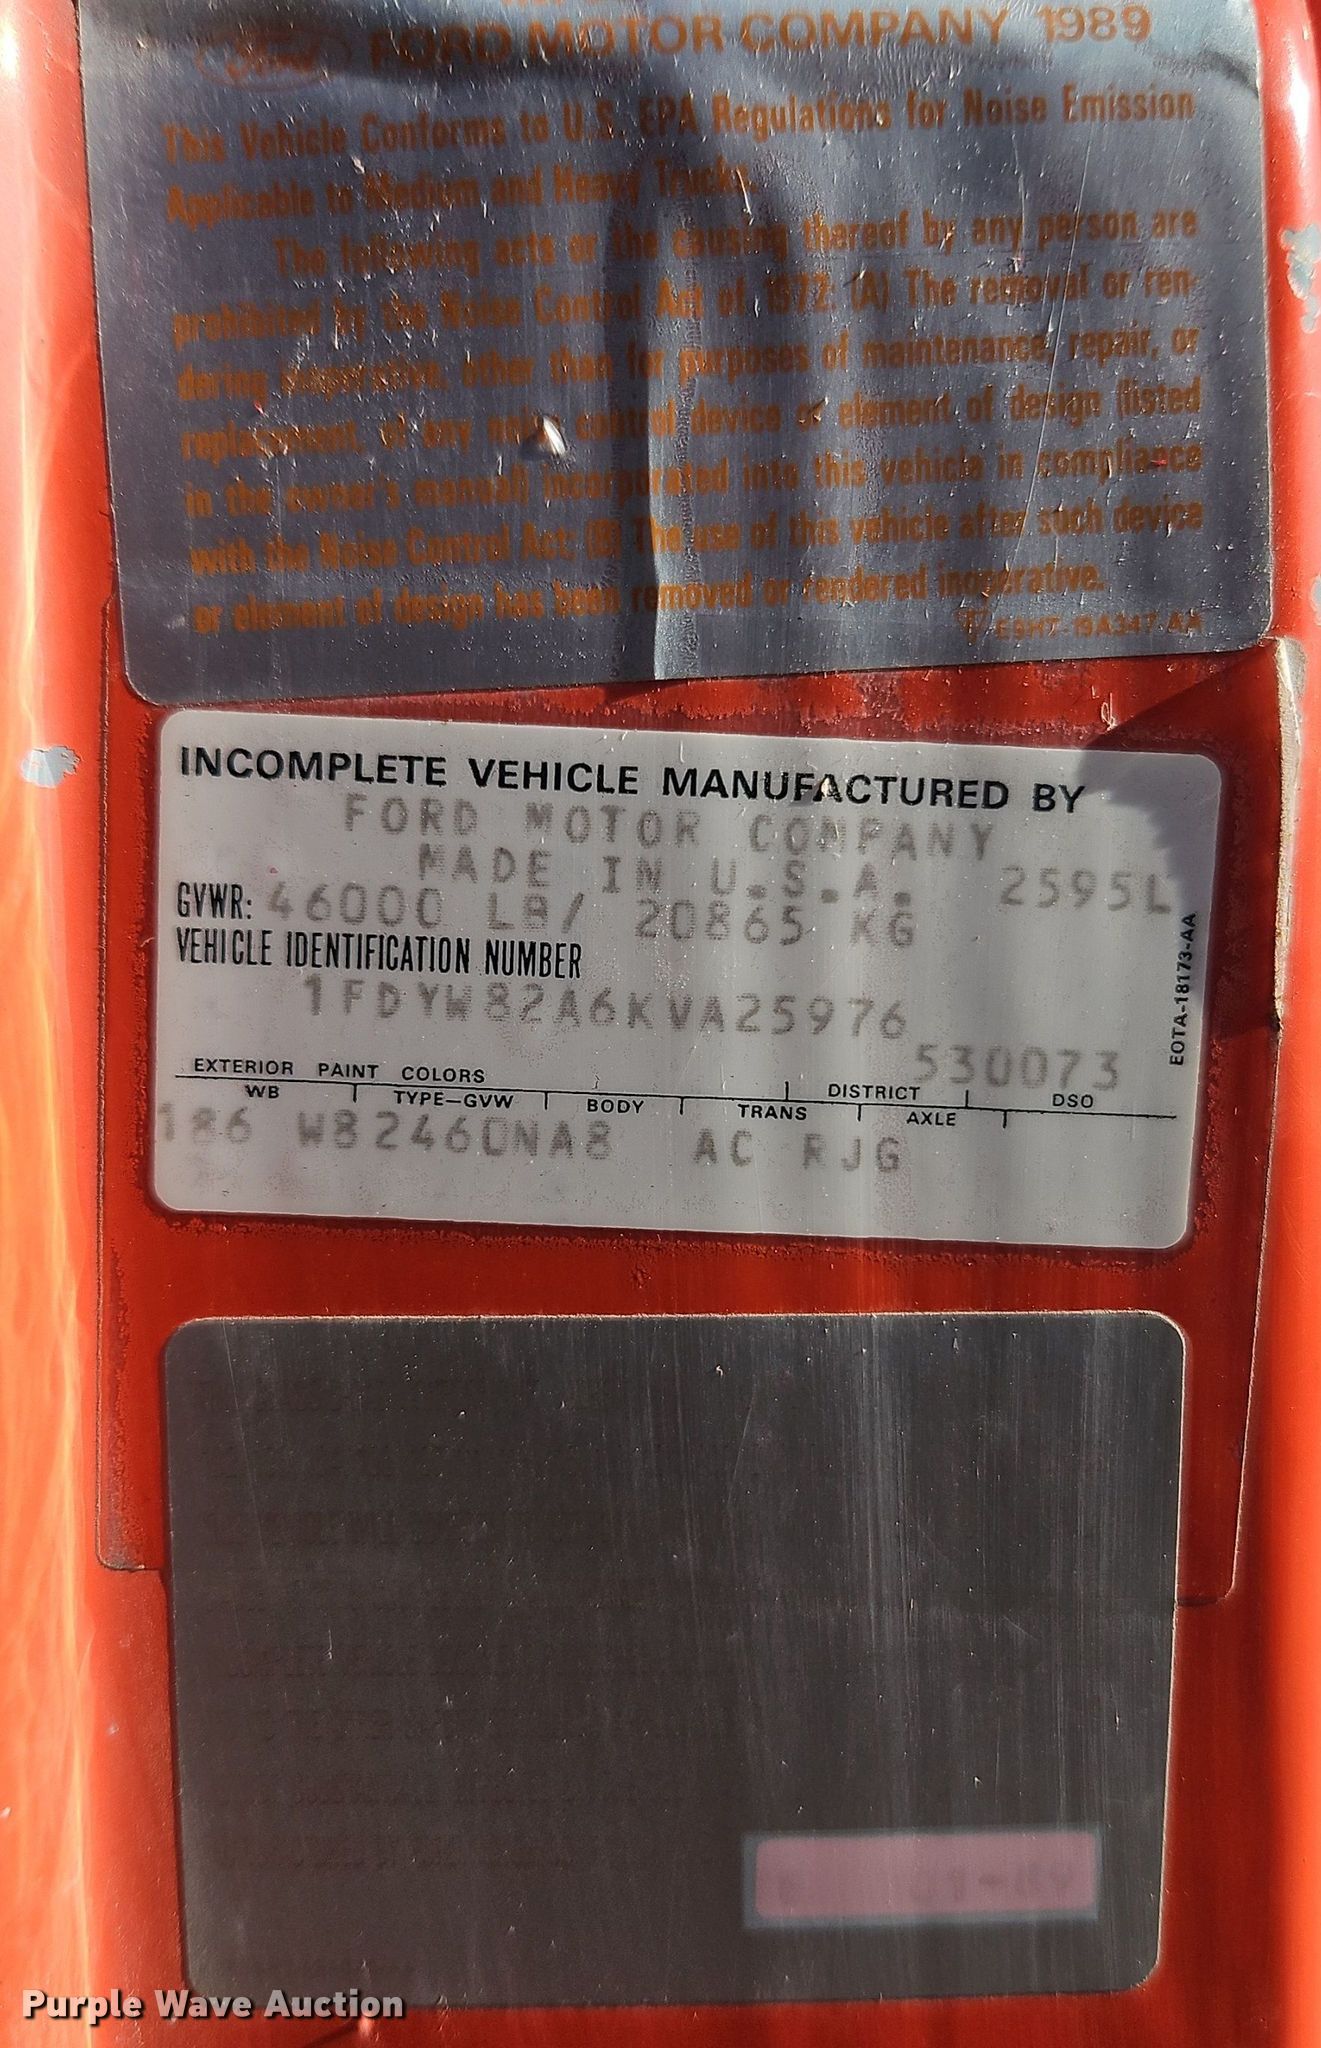 Ford FORD MOTOR COMPANY 1989
This Vehicle Conforms to U.S. EPA Regulations for Noise Emission
Applicable to Medium and Heavy Trucks.
The following acts or the causing thereof by any person are
prohibited by the Noise Control Act of 1972: (A) The removal or ren-
dering inoperative, other than for purposes of maintenance, repair, or
replacement, of any noise control device or element of design (listed
in the owner's manual) incorporated into this vehicle in compliance
with the Noise Control Act; (B) The use of this vehicle after such device
or element of design has been removed or rendered inoperative.
E9HT-19A347-AA
INCOMPLETE VEHICLE MANUFACTURED BY
FORD MOTOR COMPANY
MADE IN U.S.A. 2595L
GVWR: 46000 LB/ 20865 KG
VEHICLE IDENTIFICATION NUMBER
1FDYW82A6KVA25976
530073
EOTA-18173-AA
EXTERIOR PAINT COLORS DISTRICT DSO
WB TYPE-GVW BODY TRANS AXLE
186 W82460NA8 AC RJG
Purple Wave Auction